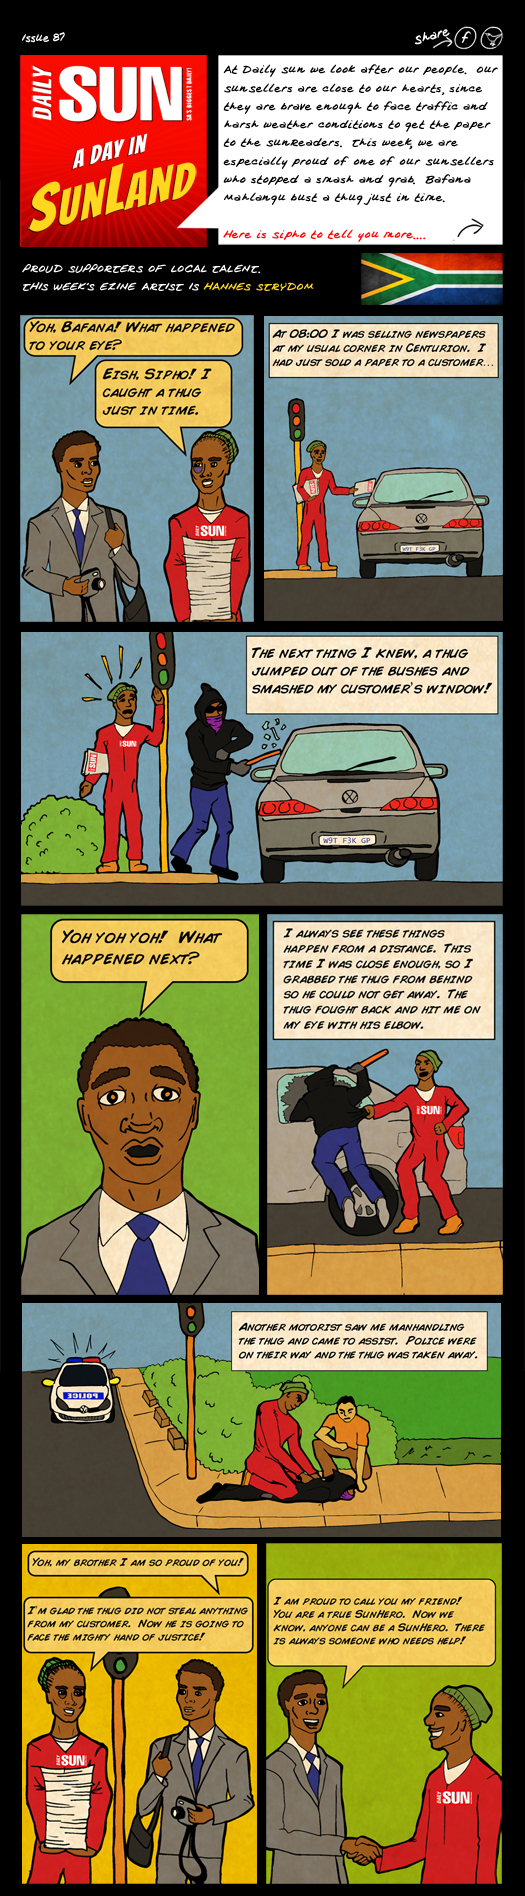 Issue 87
share
f
DAILY
SUN
SA'S BIGGEST DAILY!
A DAY IN
SUNLAND
At Daily Sun we look after our people. Our
sunsellers are close to our hearts, since
they are brave enough to face traffic and
harsh weather conditions to get the paper
to the SunReaders. This week, we are
especially proud of one of our sunsellers
who stopped a smash and grab. Bafana
Mahlangu bust a thug just in time.
Here is Sipho to tell you more....
PROUD SUPPORTERS OF LOCAL TALENT.
THIS WEEK'S EZINE ARTIST IS HANNES STRYDOM
YOH, BAFANA! WHAT HAPPENED
TO YOUR EYE?
EISH, SIPHO! I
CAUGHT A THUG
JUST IN TIME.
DAILY SUN
AT 08:00 I WAS SELLING NEWSPAPERS
AT MY USUAL CORNER IN CENTURION. I
HAD JUST SOLD A PAPER TO A CUSTOMER...
W9T F3K GP
THE NEXT THING I KNEW, A THUG
JUMPED OUT OF THE BUSHES AND
SMASHED MY CUSTOMER'S WINDOW!
SUN
SUN
W9T F3K GP
YOH YOH YOH! WHAT
HAPPENED NEXT?
I ALWAYS SEE THESE THINGS
HAPPEN FROM A DISTANCE. THIS
TIME I WAS CLOSE ENOUGH, SO I
GRABBED THE THUG FROM BEHIND
SO HE COULD NOT GET AWAY. THE
THUG FOUGHT BACK AND HIT ME ON
MY EYE WITH HIS ELBOW.
SUN
ANOTHER MOTORIST SAW ME MANHANDLING
THE THUG AND CAME TO ASSIST. POLICE WERE
ON THEIR WAY AND THE THUG WAS TAKEN AWAY.
POLICE
YOH, MY BROTHER I AM SO PROUD OF YOU!
I'M GLAD THE THUG DID NOT STEAL ANYTHING
FROM MY CUSTOMER. NOW HE IS GOING TO
FACE THE MIGHTY HAND OF JUSTICE!
DAILY SUN
I AM PROUD TO CALL YOU MY FRIEND!
YOU ARE A TRUE SUNHERO. NOW WE
KNOW, ANYONE CAN BE A SUNHERO. THERE
IS ALWAYS SOMEONE WHO NEEDS HELP!
DAILY SUN